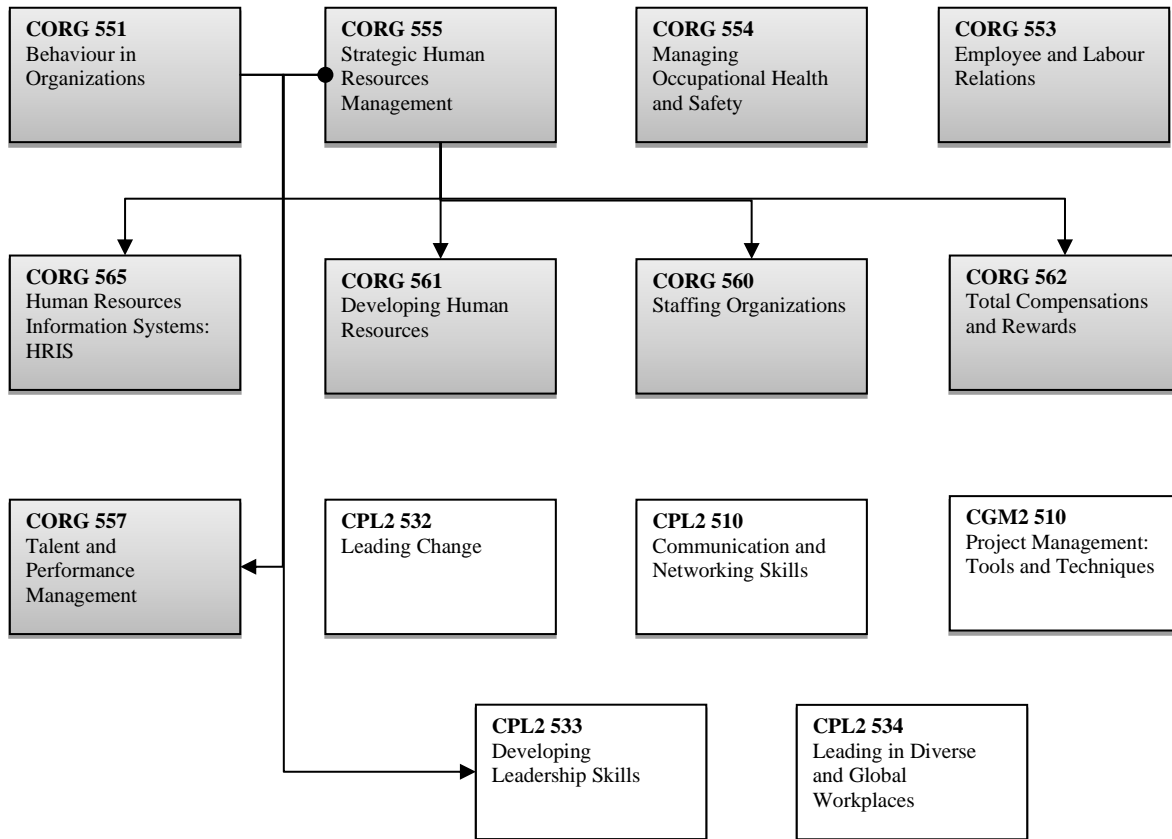 CORG 551
Behaviour in
Organizations
CORG 555
Strategic Human
Resources
Management
CORG 554
Managing
Occupational Health
and Safety
CORG 553
Employee and Labour
Relations
CORG 565
Human Resources
Information Systems:
HRIS
CORG 561
Developing Human
Resources
CORG 560
Staffing Organizations
CORG 562
Total Compensations
and Rewards
CORG 557
Talent and
Performance
Management
CPL2 532
Leading Change
CPL2 510
Communication and
Networking Skills
CGM2 510
Project Management:
Tools and Techniques
CPL2 533
Developing
Leadership Skills
CPL2 534
Leading in Diverse
and Global
Workplaces